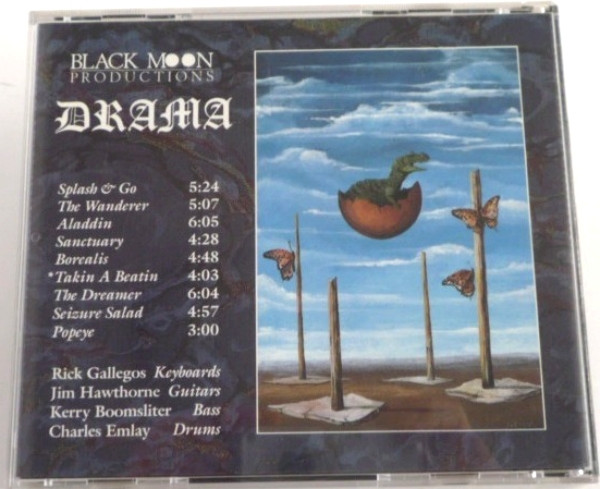 BLACK MOON
PRODUCTIONS
DRAMA
Splash & Go 5:24
The Wanderer 5:07
Aladdin 6:05
Sanctuary 4:28
Borealis 4:48
*Takin A Beatin 4:03
The Dreamer 6:04
Seizure Salad 4:57
Popeye 3:00
Rick Gallegos Keyboards
Jim Hawthorne Guitars
Kerry Boomsliter Bass
Charles Emlay Drums